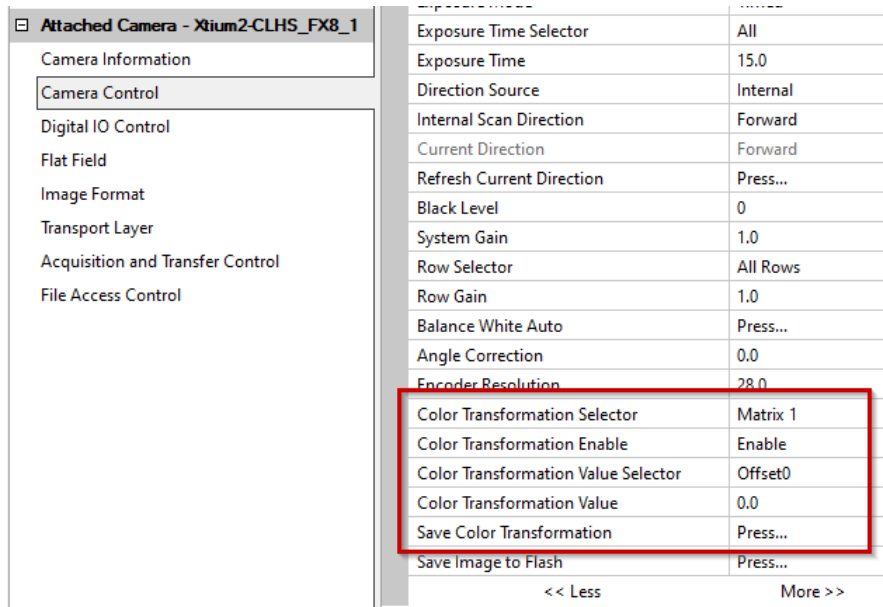 Attached Camera - Xtium2-CLHS_FX8_1
Camera Information
Camera Control
Digital IO Control
Flat Field
Image Format
Transport Layer
Acquisition and Transfer Control
File Access Control
Exposure Time Selector All
Exposure Time 15.0
Direction Source Internal
Internal Scan Direction Forward
Current Direction Forward
Refresh Current Direction Press...
Black Level 0
System Gain 1.0
Row Selector All Rows
Row Gain 1.0
Balance White Auto Press...
Angle Correction 0.0
Encoder Resolution 28.0
Color Transformation Selector Matrix 1
Color Transformation Enable Enable
Color Transformation Value Selector Offset0
Color Transformation Value 0.0
Save Color Transformation Press...
Save Image to Flash Press...
<< Less More >>